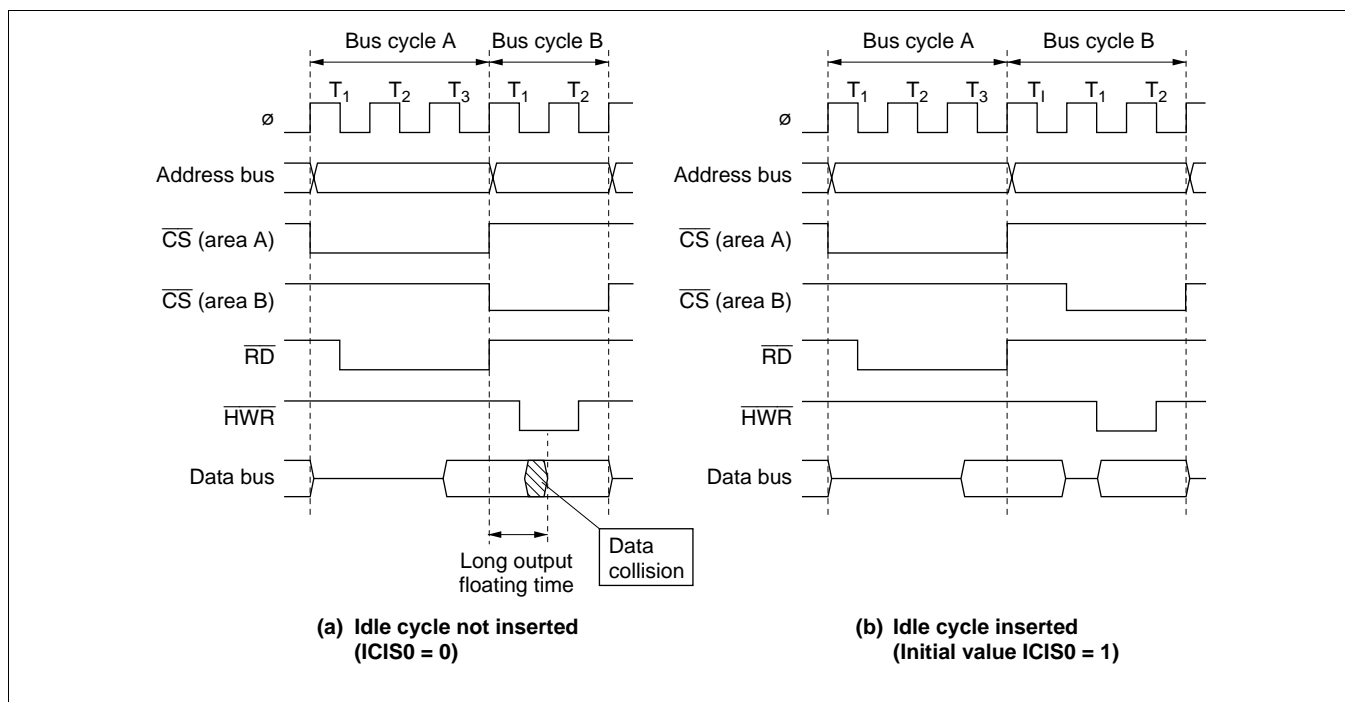 Bus cycle A
Bus cycle B
T1 T2 T3 T1 T2
ø
Address bus
CS (area A)
CS (area B)
RD
HWR
Data bus
Long output
floating time
Data
collision
(a) Idle cycle not inserted
(ICIS0 = 0)
Bus cycle A
Bus cycle B
T1 T2 T3 TI T1 T2
ø
Address bus
CS (area A)
CS (area B)
RD
HWR
Data bus
(b) Idle cycle inserted
(Initial value ICIS0 = 1)